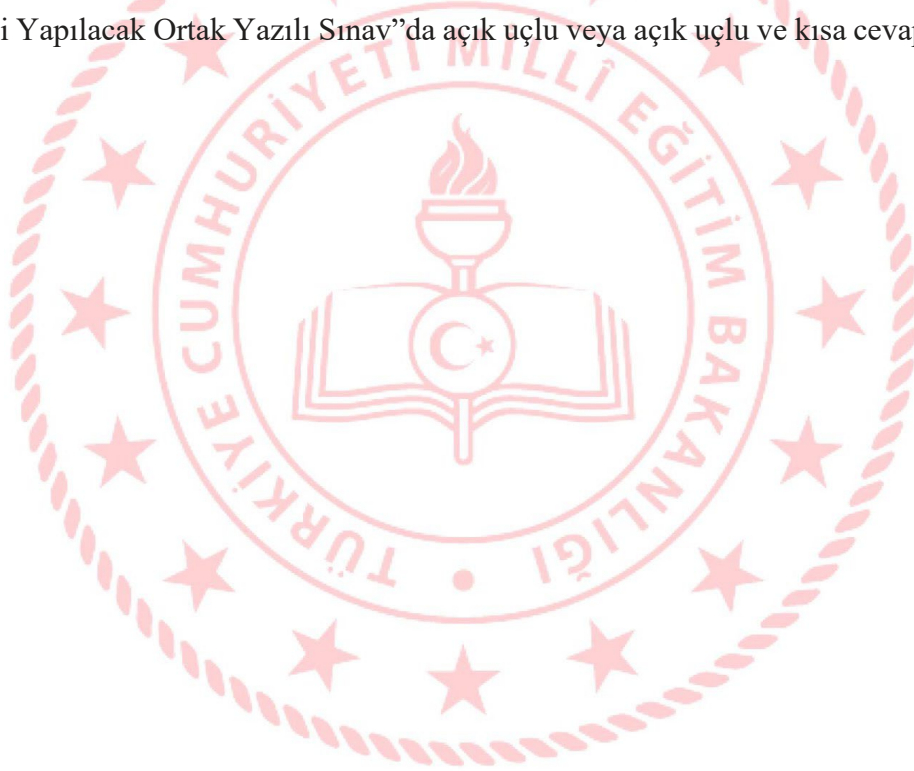 i Yapılacak Ortak Yazılı Sınav”da açık uçlu veya açık uçlu ve kısa cevap
TÜRKİYE CUMHURİYETİ MİLLÎ EĞİTİM BAKANLIĞI